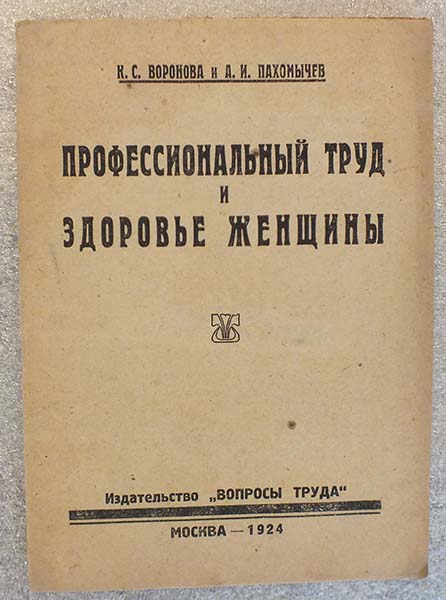 К. С. ВОРОНОВА и А. И. ПАХОМЫЧЕВ
ПРОФЕССИОНАЛЬНЫЙ ТРУД
И
ЗДОРОВЬЕ ЖЕНЩИНЫ
Издательство „ВОПРОСЫ ТРУДА“
МОСКВА — 1924